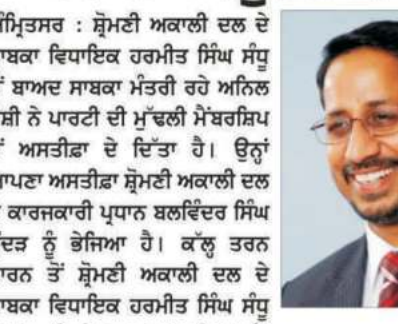 ਅੰਮ੍ਰਿਤਸਰ : ਸ਼੍ਰੋਮਣੀ ਅਕਾਲੀ ਦਲ ਦੇ
ਸਾਬਕਾ ਵਿਧਾਇਕ ਹਰਮੀਤ ਸਿੰਘ ਸੰਧੂ
ਤੋਂ ਬਾਅਦ ਸਾਬਕਾ ਮੰਤਰੀ ਰਹੇ ਅਨਿਲ
ਜੋਸ਼ੀ ਨੇ ਪਾਰਟੀ ਦੀ ਮੁੱਢਲੀ ਮੈਂਬਰਸ਼ਿਪ
ਤੋਂ ਅਸਤੀਫ਼ਾ ਦੇ ਦਿੱਤਾ ਹੈ। ਉਨ੍ਹਾਂ
ਆਪਣਾ ਅਸਤੀਫ਼ਾ ਸ਼੍ਰੋਮਣੀ ਅਕਾਲੀ ਦਲ
ਕਾਰਜਕਾਰੀ ਪ੍ਰਧਾਨ ਬਲਵਿੰਦਰ ਸਿੰਘ
ਭੂੰਦੜ ਨੂੰ ਭੇਜਿਆ ਹੈ। ਕੱਲ੍ਹ ਤਰਨ
ਤਾਰਨ ਤੋਂ ਸ਼੍ਰੋਮਣੀ ਅਕਾਲੀ ਦਲ ਦੇ
ਸਾਬਕਾ ਵਿਧਾਇਕ ਹਰਮੀਤ ਸਿੰਘ ਸੰਧੂ